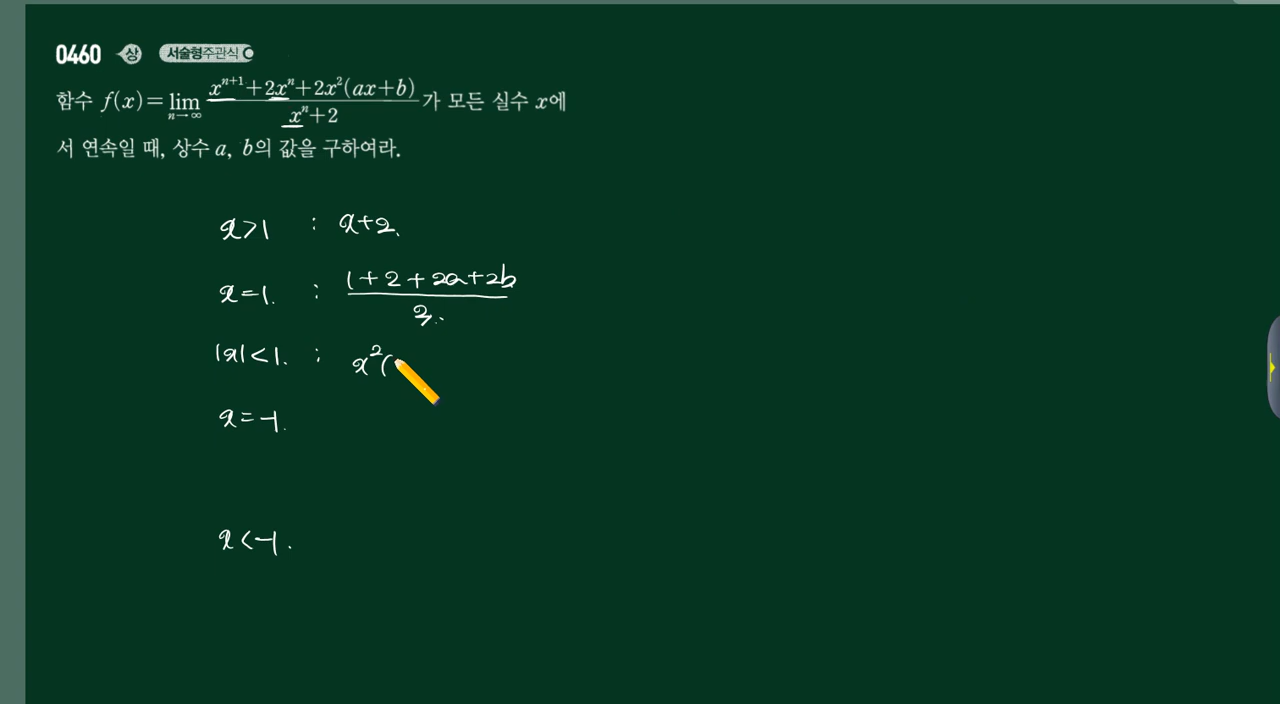 0460 상 서술형주관식
함수 f(x)=lim_{n→∞} \frac{x^{n+1}+2x^n+2x^2(ax+b)}{x^n+2}가 모든 실수 x에
서 연속일 때, 상수 a, b의 값을 구하여라.
x>1 : x+2.
x=1. : \frac{1+2+2a+2b}{3}.
|x|<1. : x^2(
x=-1.
x<-1.